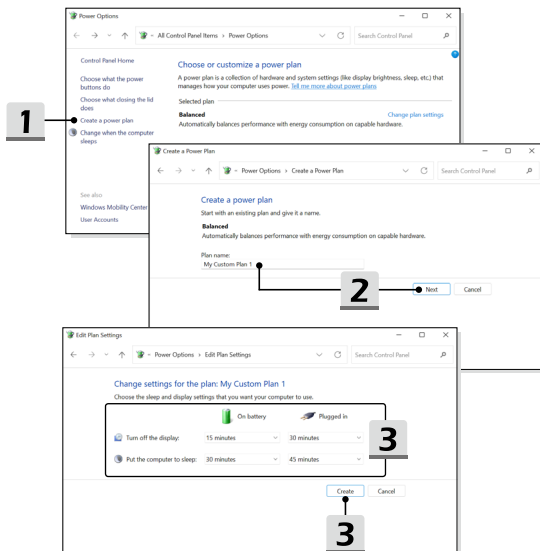 Power Options
All Control Panel Items > Power Options
Search Control Panel
Control Panel Home
Choose what the power
buttons do
Choose what closing the lid
does
Create a power plan
Change when the computer
sleeps
See also
Windows Mobility Center
User Accounts
Choose or customize a power plan
A power plan is a collection of hardware and system settings (like display brightness, sleep, etc.) that
manages how your computer uses power. Tell me more about power plans
Selected plan
Balanced Change plan settings
Automatically balances performance with energy consumption on capable hardware.
1
Create a Power Plan
Power Options > Create a Power Plan
Search Control Panel
Create a power plan
Start with an existing plan and give it a name.
Balanced
Automatically balances performance with energy consumption on capable hardware.
Plan name:
My Custom Plan 1
2
Next Cancel
Edit Plan Settings
Power Options > Edit Plan Settings
Search Control Panel
Change settings for the plan: My Custom Plan 1
Choose the sleep and display settings that you want your computer to use.
On battery Plugged in
Turn off the display: 15 minutes 30 minutes
Put the computer to sleep: 30 minutes 45 minutes
3
Create Cancel
3